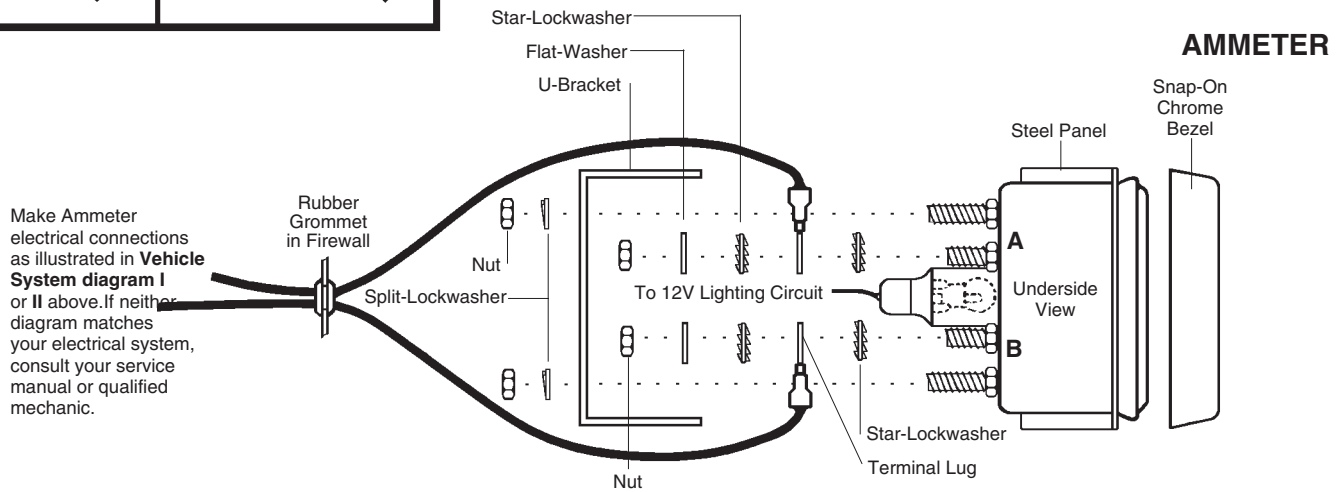 Star-Lockwasher
AMMETER
Flat-Washer
U-Bracket
Snap-On
Chrome
Bezel
Steel Panel
Make Ammeter
electrical connections
as illustrated in Vehicle
System diagram I
or II above.If neither
diagram matches
your electrical system,
consult your service
manual or qualified
mechanic.
Rubber
Grommet
in Firewall
Nut
Split-Lockwasher
To 12V Lighting Circuit
A
Underside
View
B
Star-Lockwasher
Terminal Lug
Nut